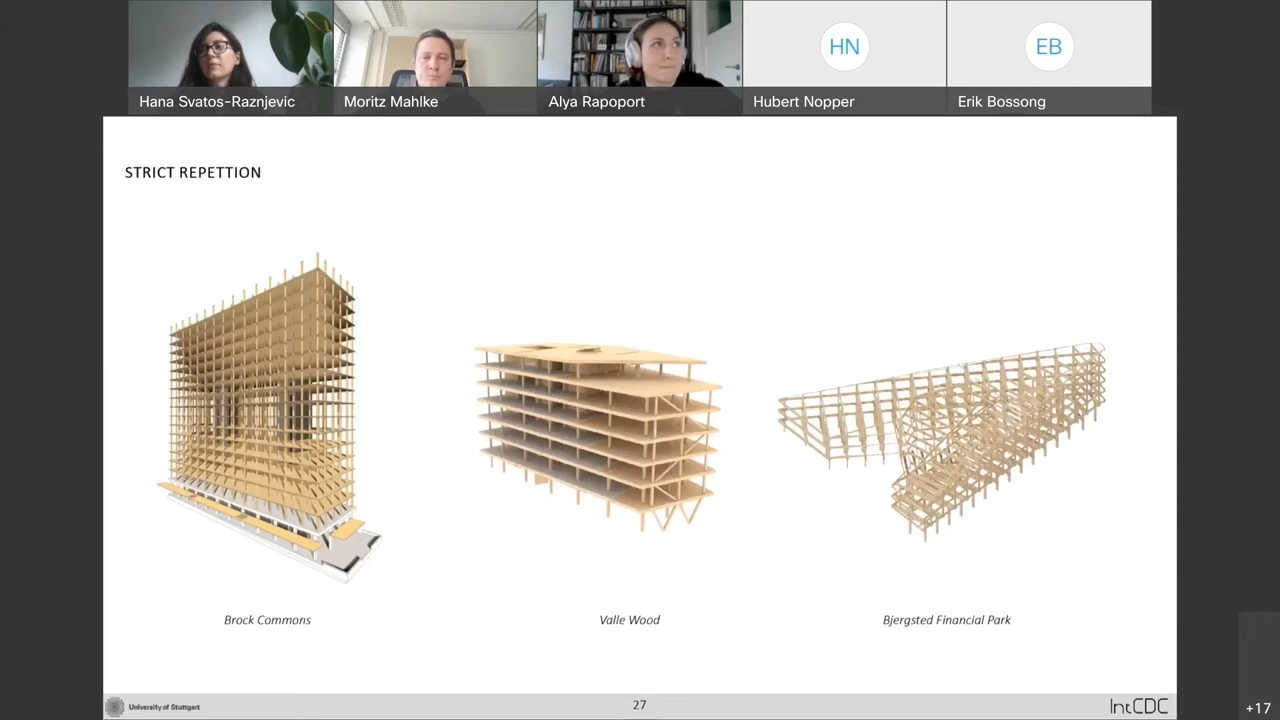 Hana Svatos-Raznjevic
Moritz Mahlke
Alya Rapoport
HN
Hubert Nopper
EB
Erik Bossong
STRICT REPETTION
Brock Commons
Valle Wood
Bjergsted Financial Park
University of Stuttgart
27
IntCDC
+17